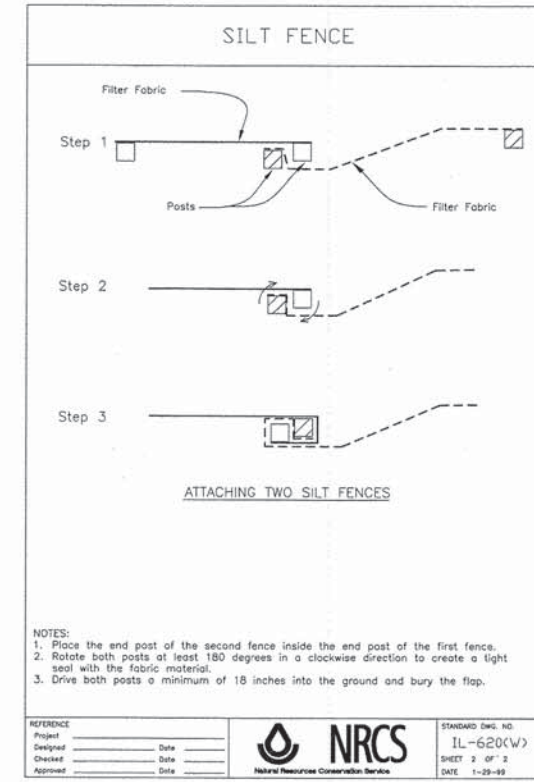 SILT FENCE
Filter Fabric
Step 1
Posts
Filter Fabric
Step 2
Step 3
ATTACHING TWO SILT FENCES
NOTES:
1. Place the end post of the second fence inside the end post of the first fence.
2. Rotate both posts at least 180 degrees in a clockwise direction to create a tight
seal with the fabric material.
3. Drive both posts a minimum of 18 inches into the ground and bury the flap.
REFERENCE
Project
Designed Date
Checked Date
Approved Date
NRCS
Natural Resources Conservation Service
STANDARD DWG. NO.
IL-620(W)
SHEET 2 OF 2
DATE 1-29-99